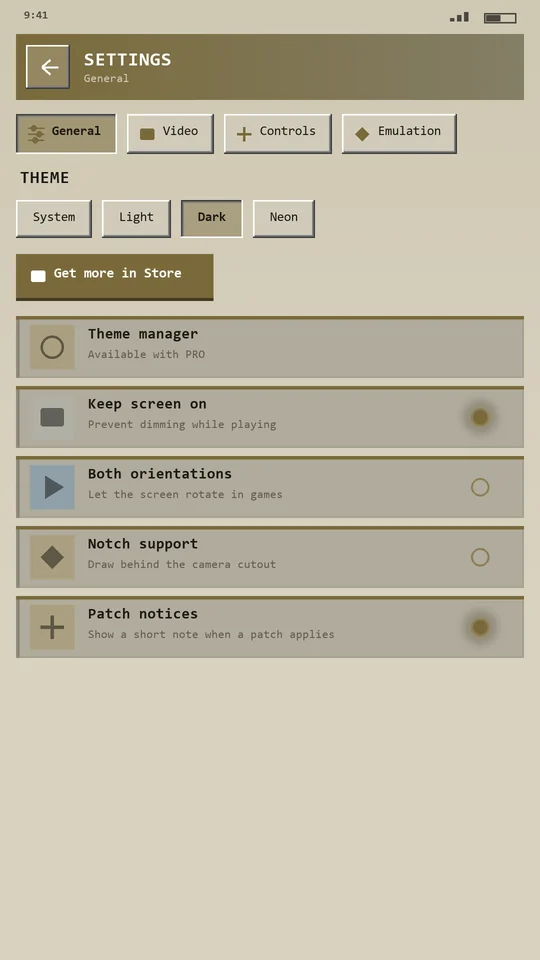 9:41
SETTINGS
General
General
Video
Controls
Emulation
THEME
System
Light
Dark
Neon
Get more in Store
Theme manager
Available with PRO
Keep screen on
Prevent dimming while playing
Both orientations
Let the screen rotate in games
Notch support
Draw behind the camera cutout
Patch notices
Show a short note when a patch applies